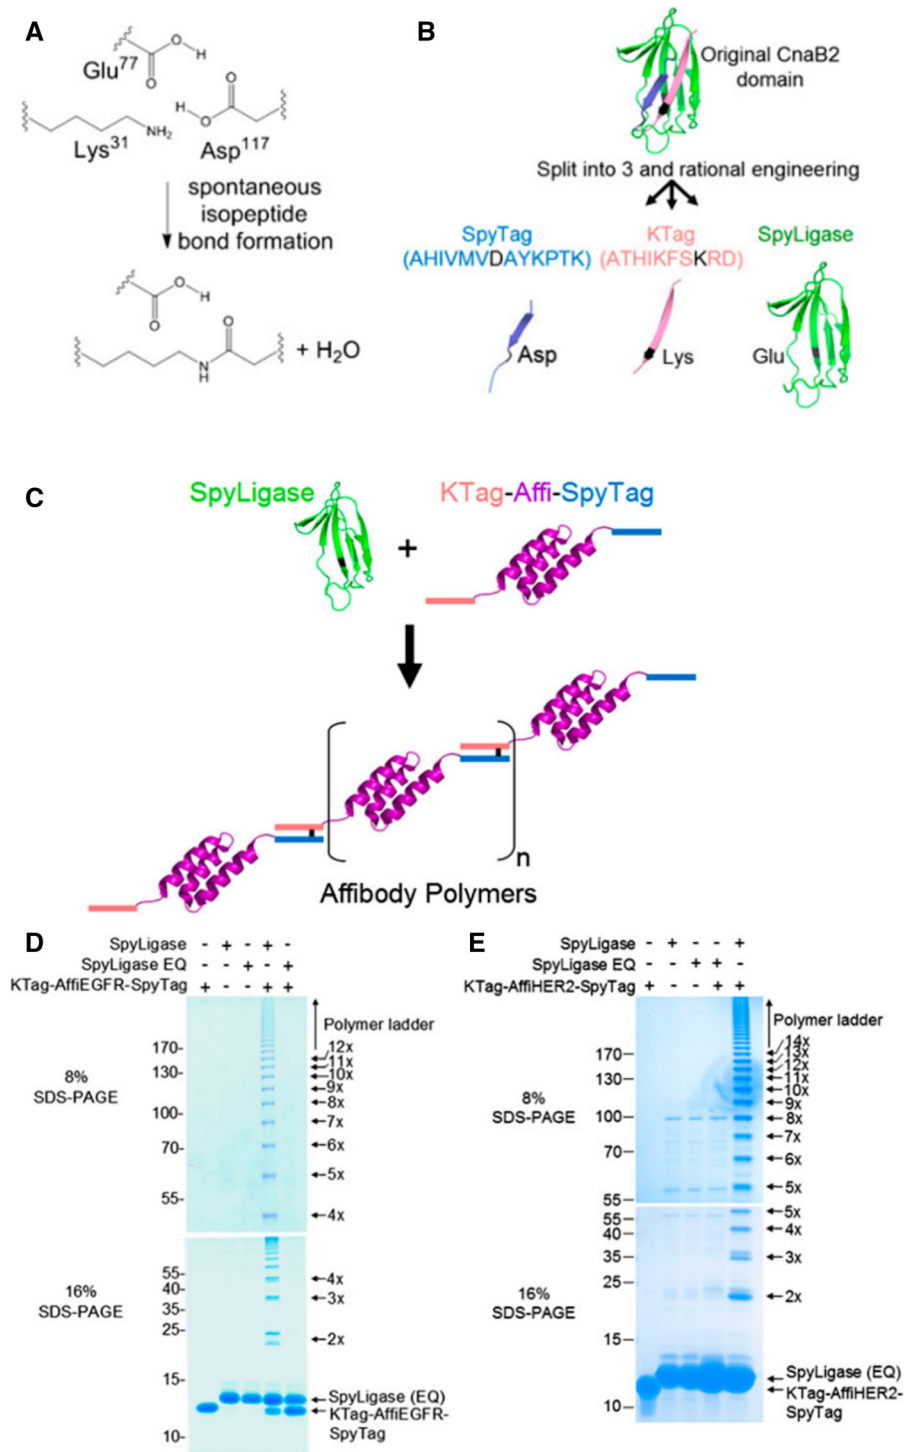 A
Glu77
O
H
O
H
O
O
NH2
Lys31
Asp117
spontaneous
isopeptide
bond formation
O
H
O
O
N
H
+ H2O
B
Original CnaB2
domain
Split into 3 and rational engineering
SpyTag
KTag
SpyLigase
(AHIVMVDAYKPTK)
(ATHIKFSKRD)
Asp
Lys
Glu
C
SpyLigase
KTag-Affi-SpyTag
+
n
Affibody Polymers
D
SpyLigase - + - + -
SpyLigase EQ - - + - +
KTag-AffiEGFR-SpyTag + - - + +
Polymer ladder
8%
SDS-PAGE
170-
130-
100-
70-
55-
12x
11x
10x
9x
8x
7x
6x
5x
4x
16%
SDS-PAGE
55-
40-
35-
25-
15-
10-
4x
3x
2x
SpyLigase (EQ)
KTag-AffiEGFR-
SpyTag
E
SpyLigase - + - - +
SpyLigase EQ - - + + -
KTag-AffiHER2-SpyTag + - - + +
Polymer ladder
8%
SDS-PAGE
170
130
100
70
55
14x
13x
12x
11x
10x
9x
8x
7x
6x
5x
16%
SDS-PAGE
55
40
35
25
15
10
5x
4x
3x
2x
SpyLigase (EQ)
KTag-AffiHER2-
SpyTag